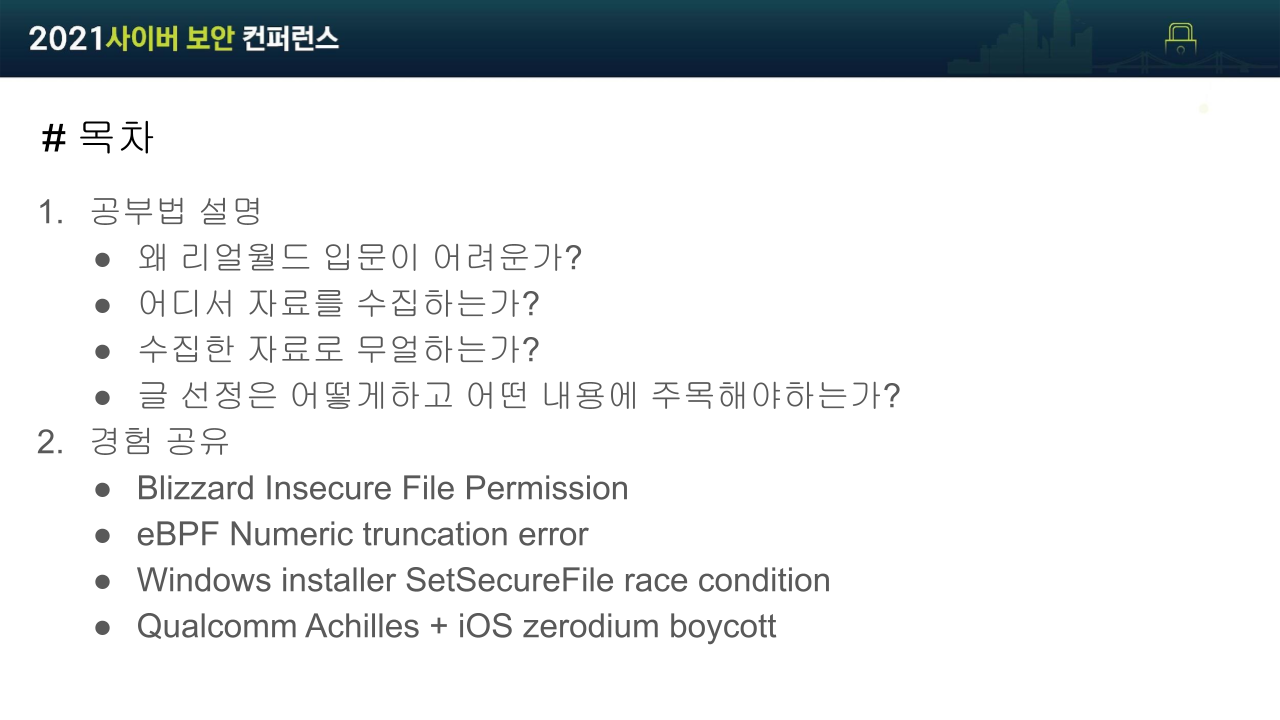 2021사이버 보안 컨퍼런스
# 목차
1. 공부법 설명
● 왜 리얼월드 입문이 어려운가?
● 어디서 자료를 수집하는가?
● 수집한 자료로 무얼하는가?
● 글 선정은 어떻게하고 어떤 내용에 주목해야하는가?
2. 경험 공유
● Blizzard Insecure File Permission
● eBPF Numeric truncation error
● Windows installer SetSecureFile race condition
● Qualcomm Achilles + iOS zerodium boycott